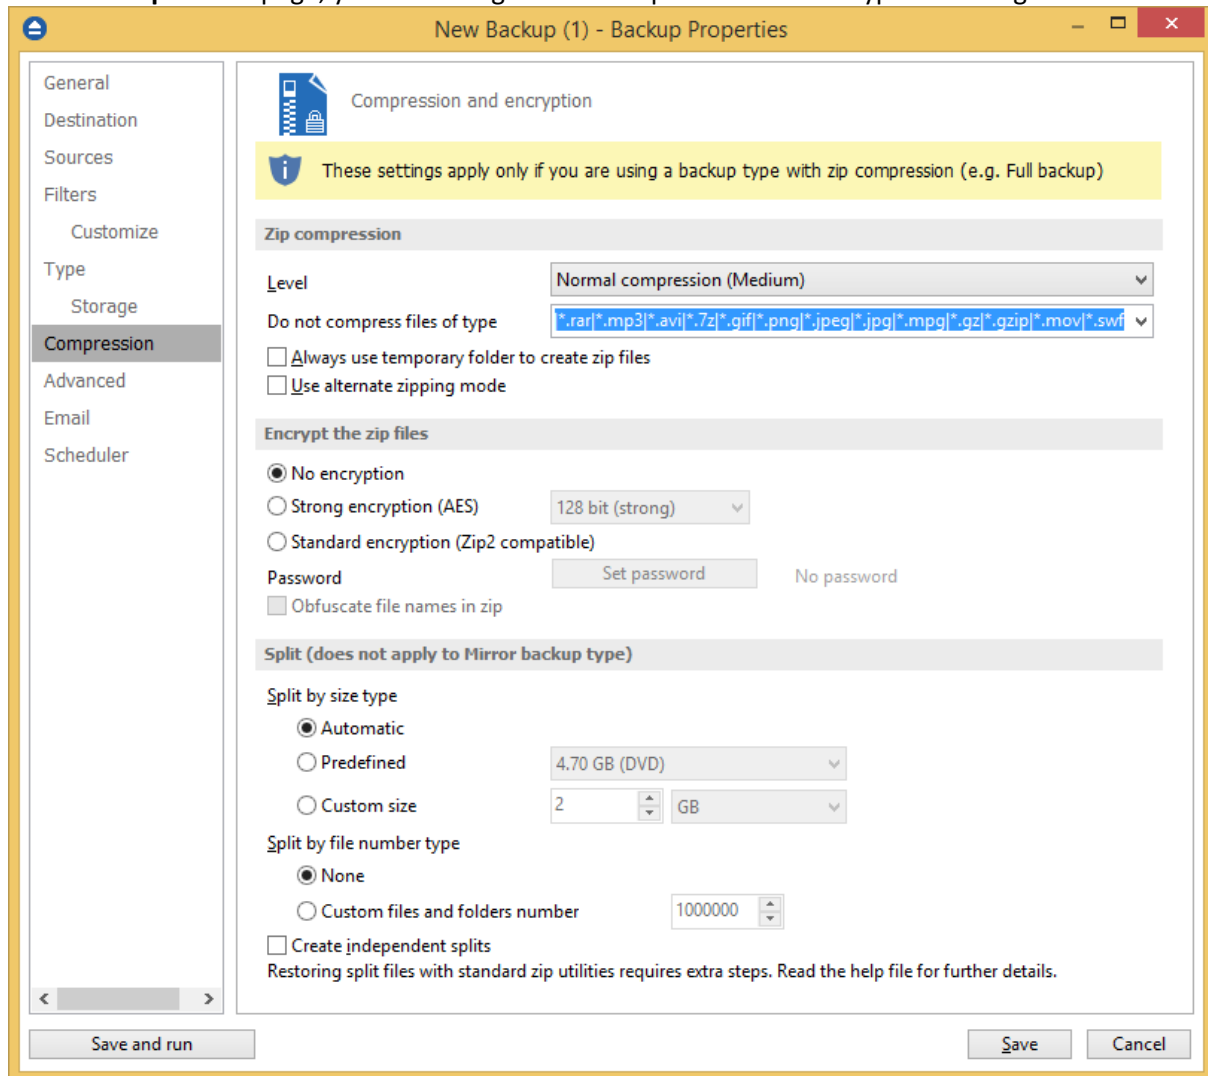 New Backup (1) - Backup Properties
General
Destination
Sources
Filters
Customize
Type
Storage
Compression
Advanced
Email
Scheduler
Compression and encryption
These settings apply only if you are using a backup type with zip compression (e.g. Full backup)
Zip compression
Level
Normal compression (Medium)
Do not compress files of type
*.rar|*.mp3|*.avi|*.7z|*.gif|*.png|*.jpeg|*.jpg|*.mpg|*.gz|*.gzip|*.mov|*.swf
Always use temporary folder to create zip files
Use alternate zipping mode
Encrypt the zip files
No encryption
Strong encryption (AES)
128 bit (strong)
Standard encryption (Zip2 compatible)
Password
Set password
No password
Obfuscate file names in zip
Split (does not apply to Mirror backup type)
Split by size type
Automatic
Predefined
4.70 GB (DVD)
Custom size
2
GB
Split by file number type
None
Custom files and folders number
1000000
Create independent splits
Restoring split files with standard zip utilities requires extra steps. Read the help file for further details.
Save and run
Save
Cancel